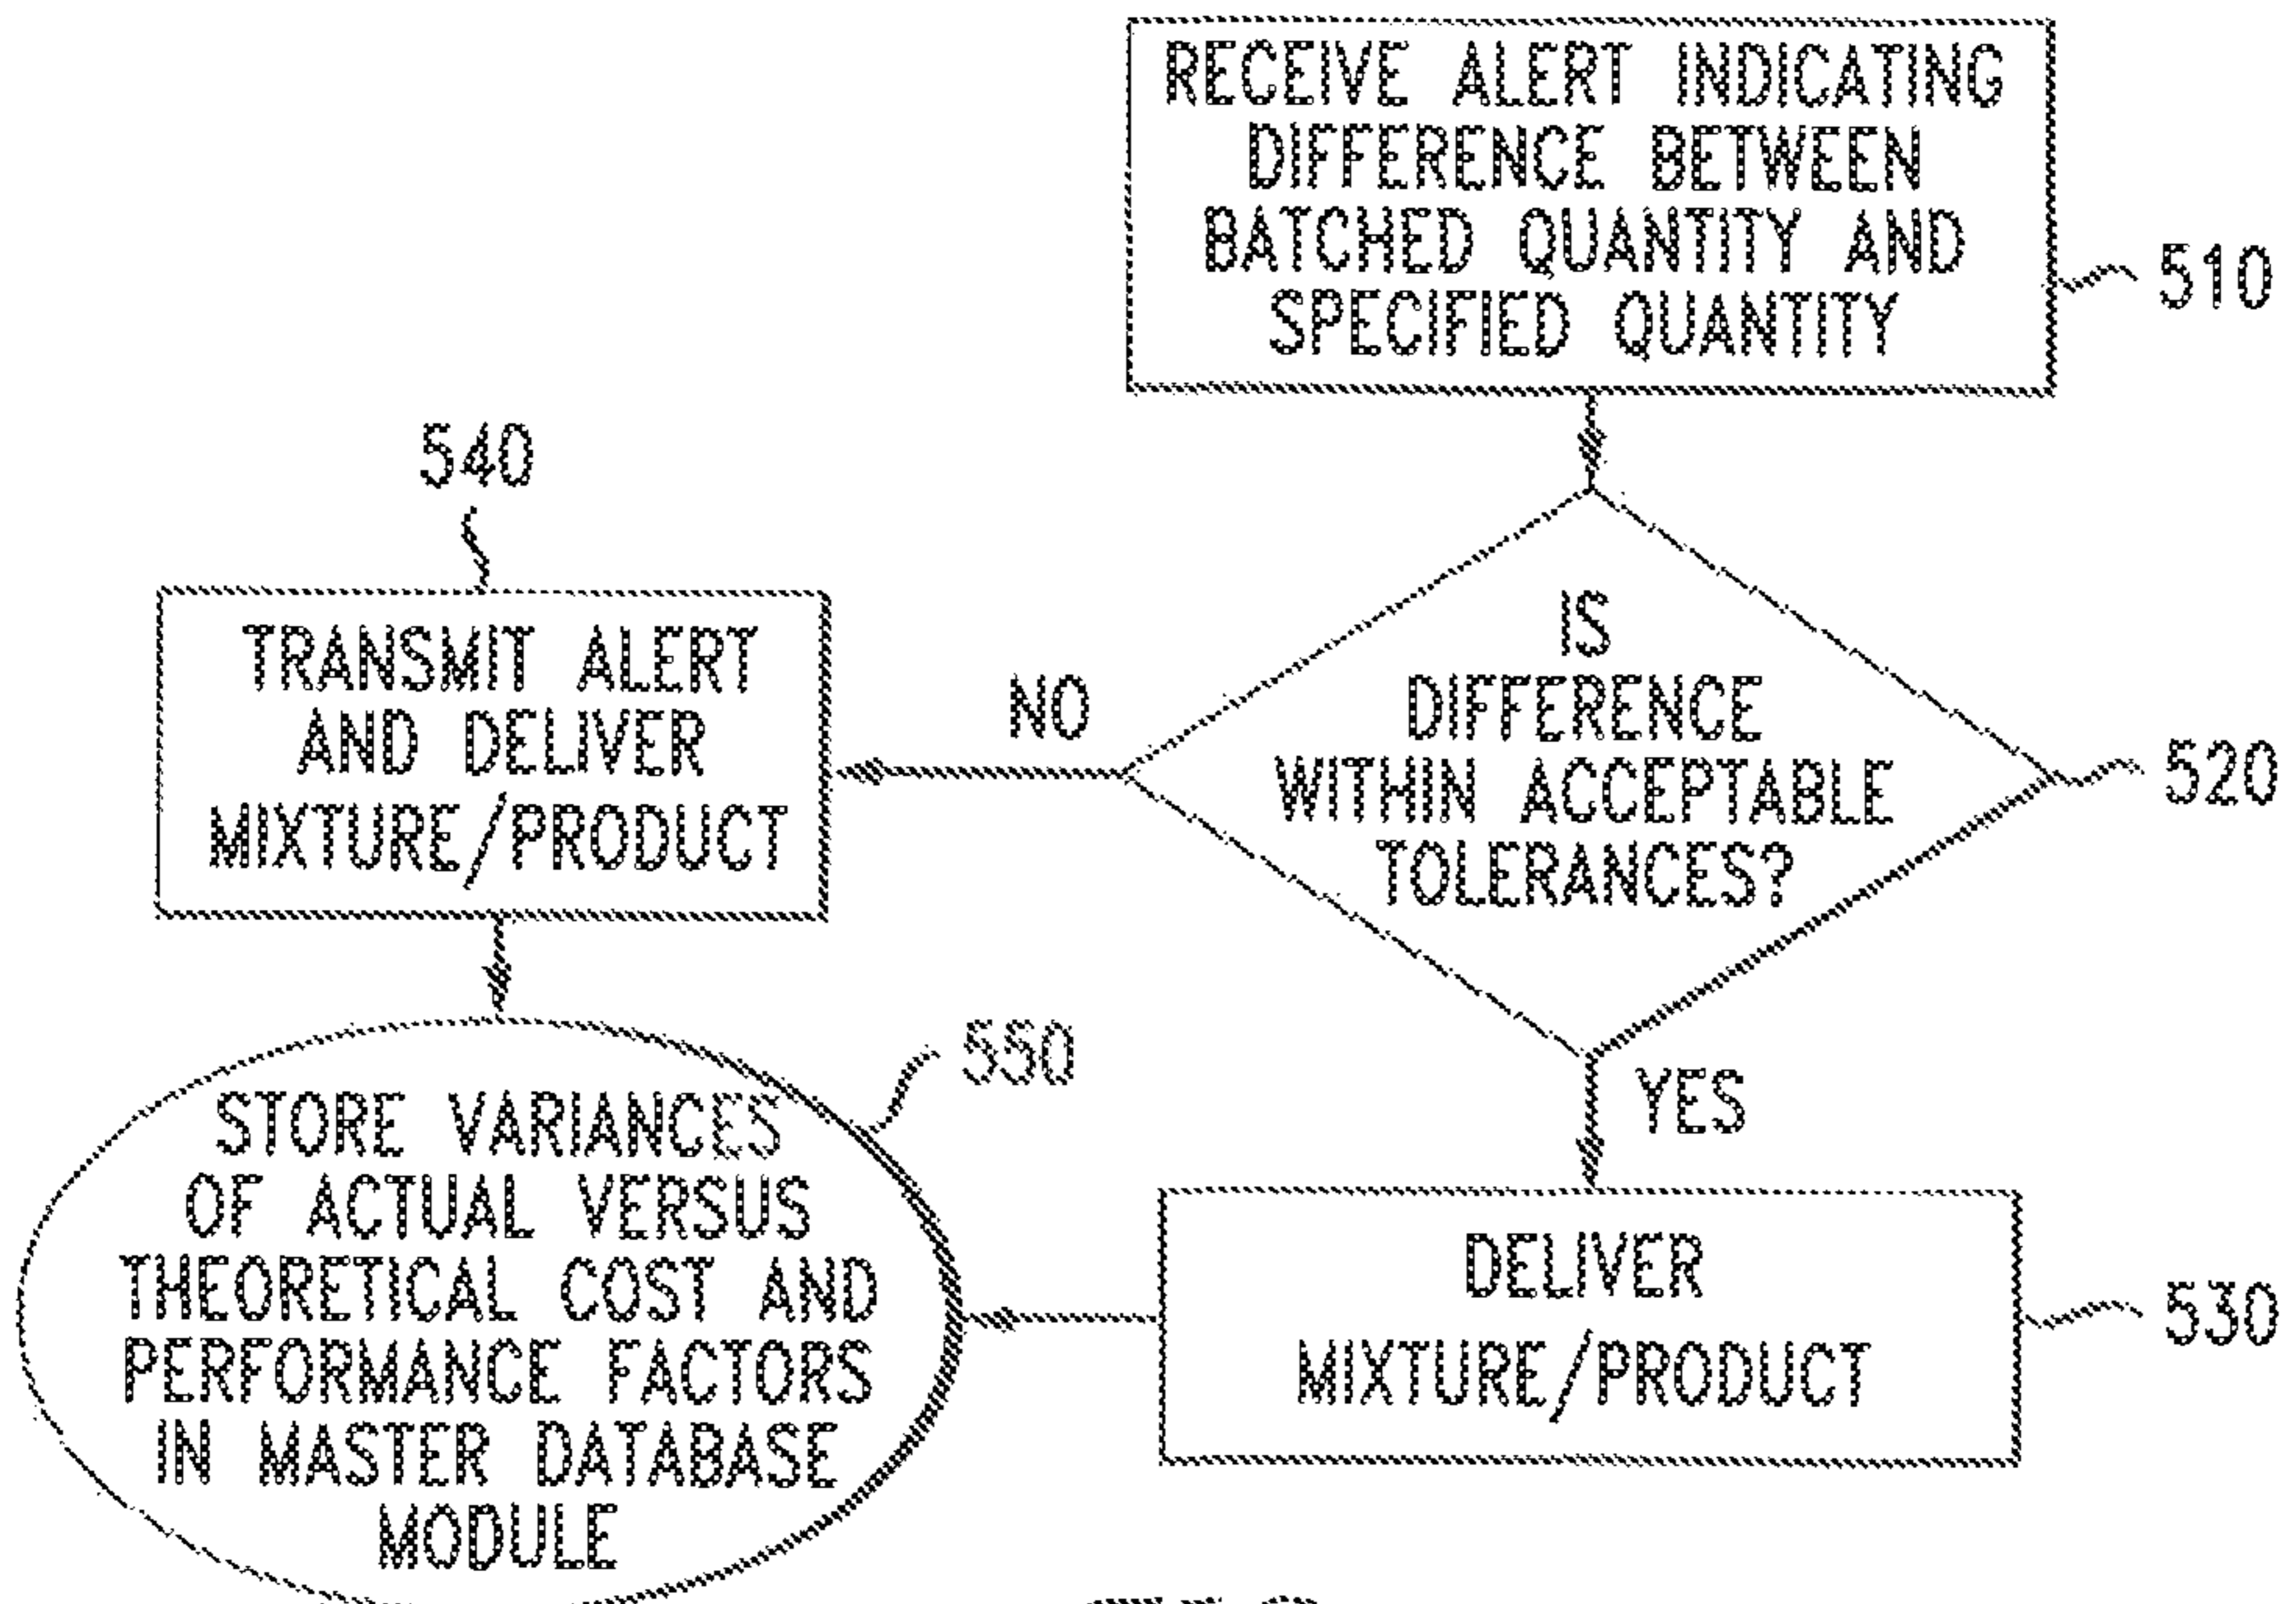 RECEIVE ALERT INDICATING
DIFFERENCE BETWEEN
BATCHED QUANTITY AND
SPECIFIED QUANTITY
510
540
TRANSMIT ALERT
AND DELIVER
MIXTURE/PRODUCT
NO
IS
DIFFERENCE
WITHIN ACCEPTABLE
TOLERANCES?
520
YES
550
STORE VARIANCES
OF ACTUAL VERSUS
THEORETICAL COST AND
PERFORMANCE FACTORS
IN MASTER DATABASE
MODULE
DELIVER
MIXTURE/PRODUCT
530